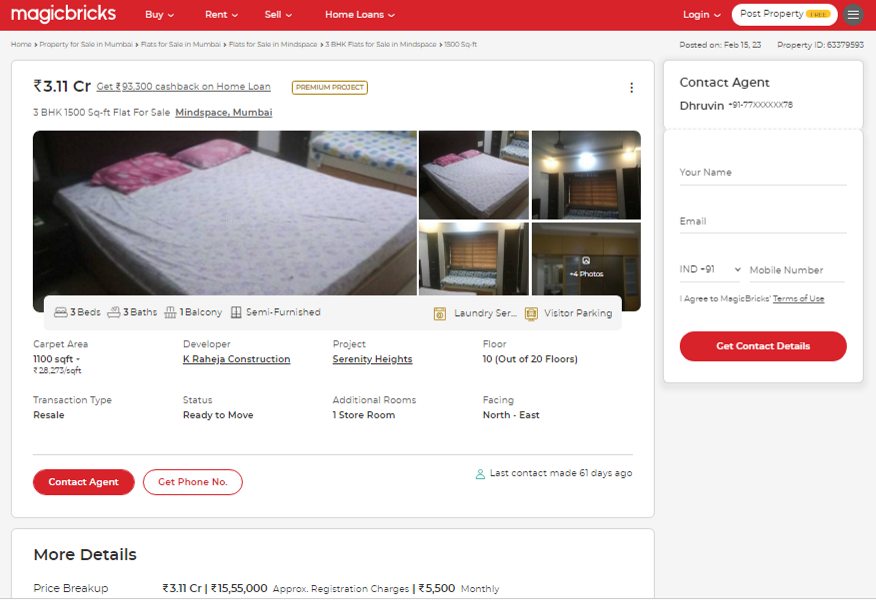 magicbricks
Buy Rent Sell Home Loans Login Post Property FREE
Home > Property for Sale in Mumbai > Flats for Sale in Mumbai > Flats for Sale in Mindspace > 3 BHK Flats for Sale in Mindspace > 1500 Sq-ft
Posted on: Feb 15, 23 Property ID: 63379593
₹3.11 Cr Get ₹93,300 cashback on Home Loan PREMIUM PROJECT
3 BHK 1500 Sq-ft Flat For Sale Mindspace, Mumbai
+4 Photos
3 Beds 3 Baths 1 Balcony Semi-Furnished Laundry Ser... Visitor Parking
Carpet Area Developer Project Floor
1100 sqft K Raheja Construction Serenity Heights 10 (Out of 20 Floors)
₹28,273/sqft
Transaction Type Status Additional Rooms Facing
Resale Ready to Move 1 Store Room North - East
Contact Agent Get Phone No. Last contact made 61 days ago
More Details
Price Breakup ₹3.11 Cr | ₹15,55,000 Approx. Registration Charges | ₹5,500 Monthly
Contact Agent
Dhruvin +91-77XXXXXX78
Your Name
Email
IND +91 Mobile Number
I Agree to MagicBricks' Terms of Use
Get Contact Details